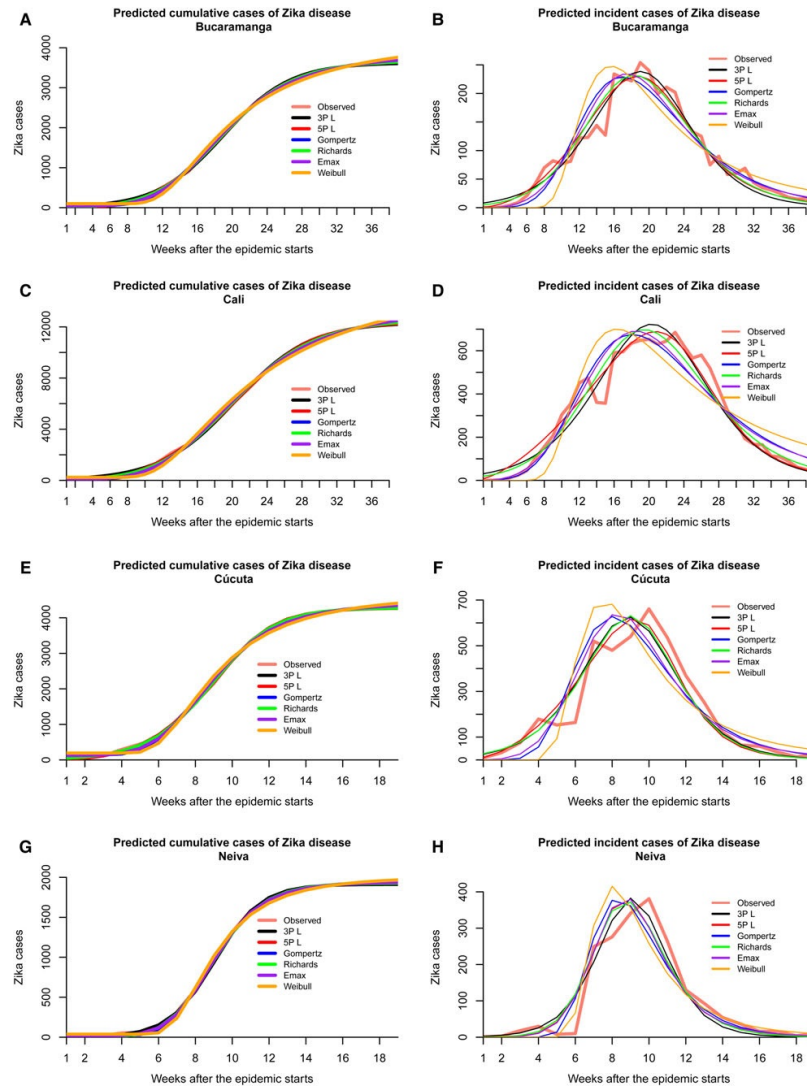 A
Predicted cumulative cases of Zika disease
Bucaramanga
Zika cases
4000
3000
2000
1000
0
Observed
3P L
5P L
Gompertz
Richards
Emax
Weibull
1 2 4 6 8 12 16 20 24 28 32 36
Weeks after the epidemic starts
B
Predicted incident cases of Zika disease
Bucaramanga
Zika cases
200
150
100
50
0
Observed
3P L
5P L
Gompertz
Richards
Emax
Weibull
1 4 6 8 12 16 20 24 28 32 36
Weeks after the epidemic starts
C
Predicted cumulative cases of Zika disease
Cali
Zika cases
12000
8000
4000
2000
0
Observed
3P L
5P L
Gompertz
Richards
Emax
Weibull
1 4 6 8 12 16 20 24 28 32 36
Weeks after the epidemic starts
D
Predicted incident cases of Zika disease
Cali
Zika cases
600
400
300
200
100
0
Observed
3P L
5P L
Gompertz
Richards
Emax
Weibull
1 4 6 8 12 16 20 24 28 32 36
Weeks after the epidemic starts
E
Predicted cumulative cases of Zika disease
Cúcuta
Zika cases
4000
3000
2000
1000
0
Observed
3P L
5P L
Gompertz
Richards
Emax
Weibull
1 2 4 6 8 10 12 14 16 18
Weeks after the epidemic starts
F
Predicted incident cases of Zika disease
Cúcuta
Zika cases
700
500
400
300
200
100
0
Observed
3P L
5P L
Gompertz
Richards
Emax
Weibull
1 2 4 6 8 10 12 14 16 18
Weeks after the epidemic starts
G
Predicted cumulative cases of Zika disease
Neiva
Zika cases
2000
1500
1000
500
0
Observed
3P L
5P L
Gompertz
Richards
Emax
Weibull
1 2 4 6 8 10 12 14 16 18
Weeks after the epidemic starts
H
Predicted incident cases of Zika disease
Neiva
Zika cases
400
300
200
100
0
Observed
3P L
5P L
Gompertz
Richards
Emax
Weibull
1 2 4 6 8 10 12 14 16 18
Weeks after the epidemic starts